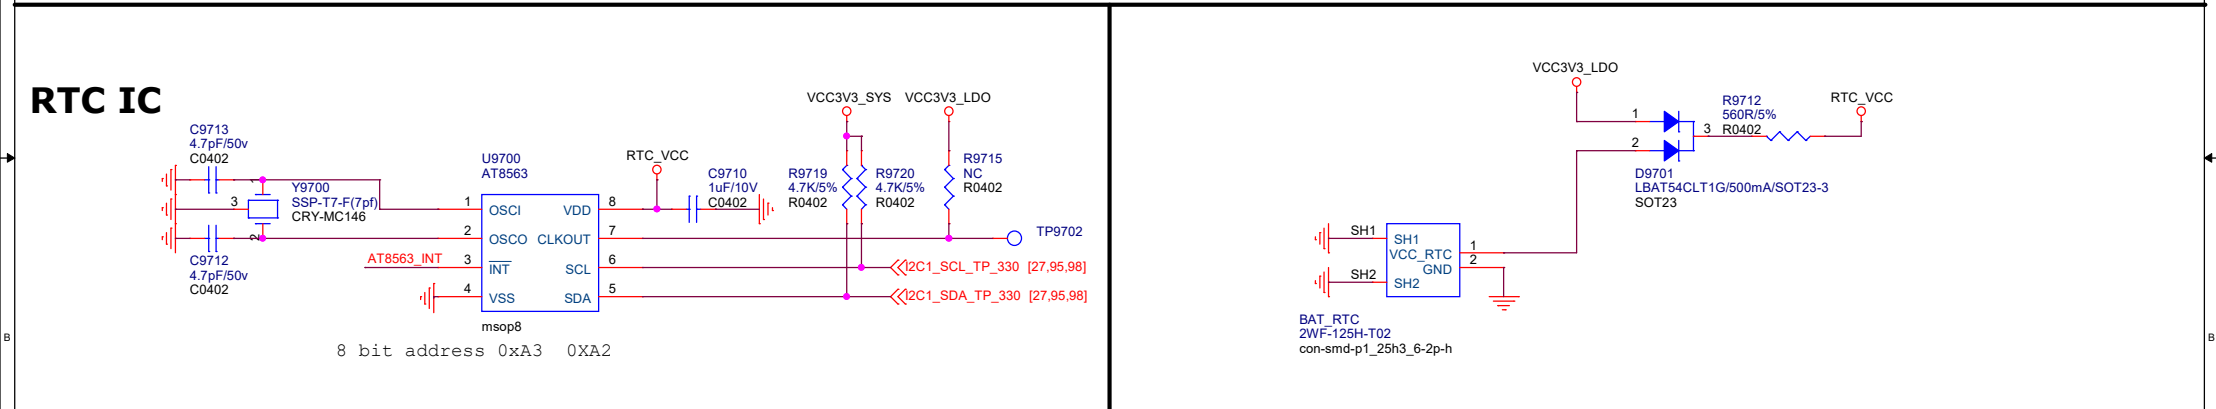 RTC IC
C9713
4.7pF/50v
C0402
1
3
2
Y9700
SSP-T7-F(7pf)
CRY-MC146
C9712
4.7pF/50v
C0402
AT8563_INT
U9700
AT8563
1 OSCI VDD 8
2 OSCO CLKOUT 7
3 INT SCL 6
4 VSS SDA 5
msop8
8 bit address 0xA3 0XA2
RTC_VCC
C9710
1uF/10V
C0402
VCC3V3_SYS VCC3V3_LDO
R9719
4.7K/5%
R0402
R9720
4.7K/5%
R0402
R9715
NC
R0402
TP9702
I2C1_SCL_TP_330 [27,95,98]
I2C1_SDA_TP_330 [27,95,98]
VCC3V3_LDO
1
2
3
R9712
560R/5%
R0402
RTC_VCC
D9701
LBAT54CLT1G/500mA/SOT23-3
SOT23
SH1 SH1
VCC_RTC 1
GND 2
SH2 SH2
BAT_RTC
2WF-125H-T02
con-smd-p1_25h3_6-2p-h
B
B